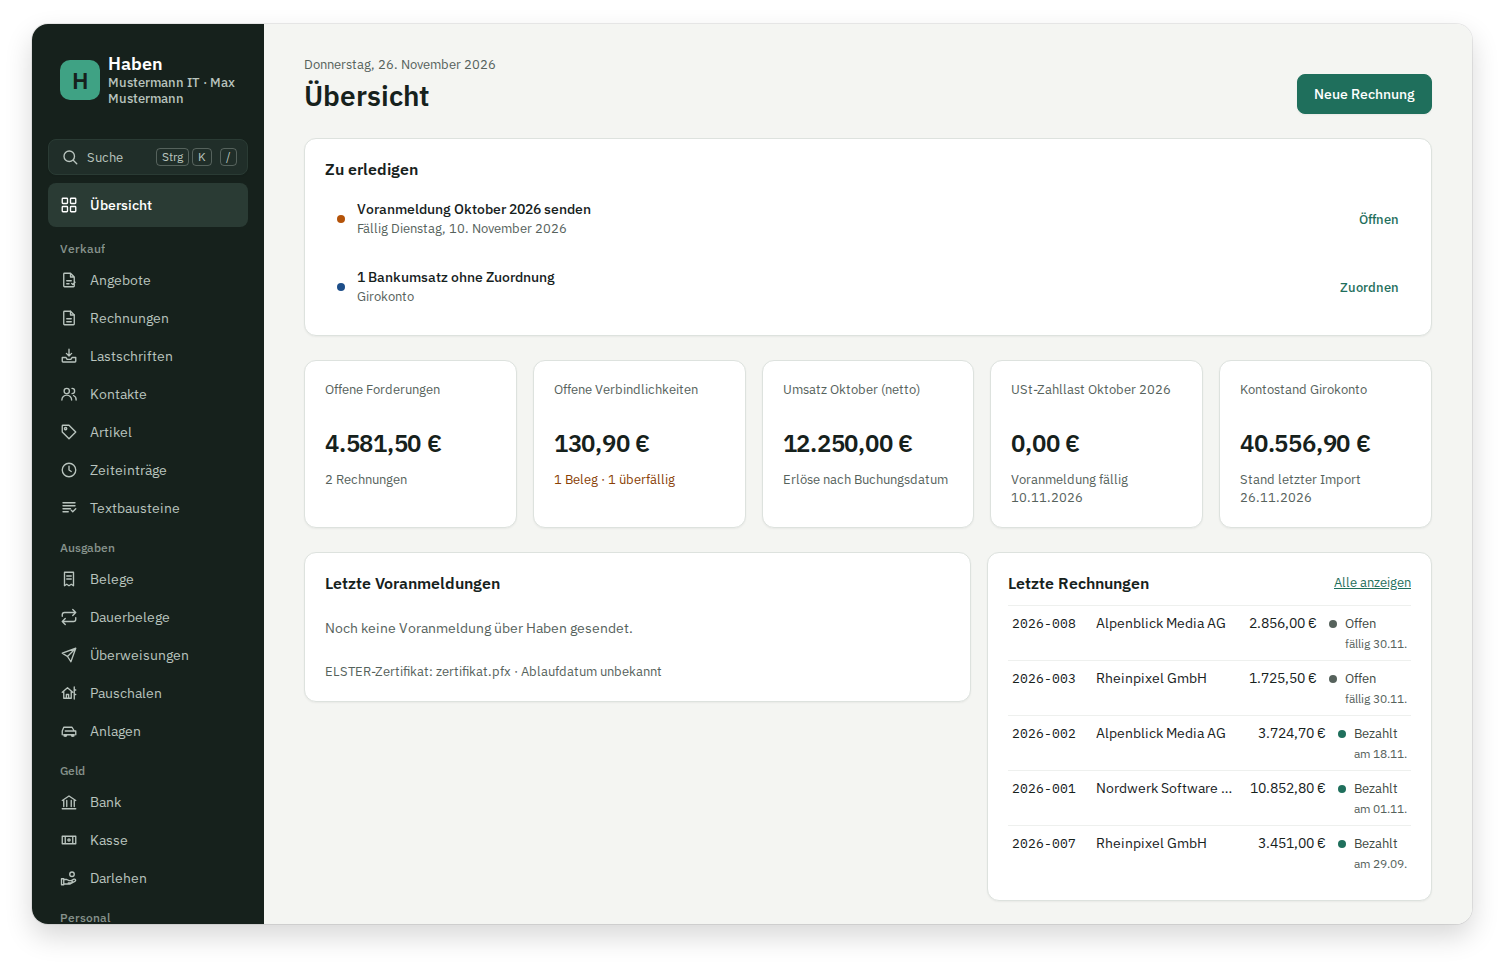 H
Haben
Mustermann IT · Max
Mustermann
Suche Strg K /
Übersicht
Verkauf
Angebote
Rechnungen
Lastschriften
Kontakte
Artikel
Zeiteinträge
Textbausteine
Ausgaben
Belege
Dauerbelege
Überweisungen
Pauschalen
Anlagen
Geld
Bank
Kasse
Darlehen
Personal
Donnerstag, 26. November 2026
Übersicht
Neue Rechnung
Zu erledigen
Voranmeldung Oktober 2026 senden
Fällig Dienstag, 10. November 2026
Öffnen
1 Bankumsatz ohne Zuordnung
Girokonto
Zuordnen
Offene Forderungen
4.581,50 €
2 Rechnungen
Offene Verbindlichkeiten
130,90 €
1 Beleg · 1 überfällig
Umsatz Oktober (netto)
12.250,00 €
Erlöse nach Buchungsdatum
USt-Zahllast Oktober 2026
0,00 €
Voranmeldung fällig
10.11.2026
Kontostand Girokonto
40.556,90 €
Stand letzter Import
26.11.2026
Letzte Voranmeldungen
Noch keine Voranmeldung über Haben gesendet.
ELSTER-Zertifikat: zertifikat.pfx · Ablaufdatum unbekannt
Letzte Rechnungen Alle anzeigen
2026-008 Alpenblick Media AG 2.856,00 € Offen
fällig 30.11.
2026-003 Rheinpixel GmbH 1.725,50 € Offen
fällig 30.11.
2026-002 Alpenblick Media AG 3.724,70 € Bezahlt
am 18.11.
2026-001 Nordwerk Software ... 10.852,80 € Bezahlt
am 01.11.
2026-007 Rheinpixel GmbH 3.451,00 € Bezahlt
am 29.09.